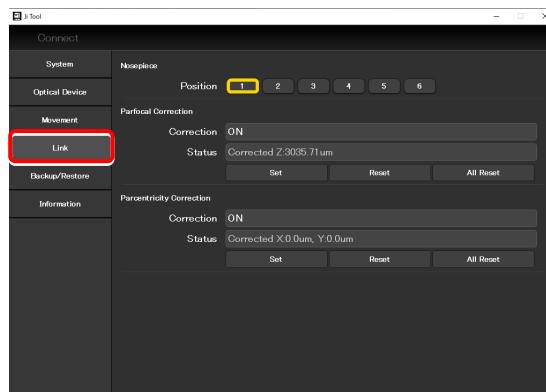 Ji Tool
Connect
System
Optical Device
Movement
Link
Backup/Restore
Information
Nosepiece
Position 1 2 3 4 5 6
Parfocal Correction
Correction ON
Status Corrected Z:3035.71um
Set Reset All Reset
Parcentricity Correction
Correction ON
Status Corrected X:0.0um, Y:0.0um
Set Reset All Reset